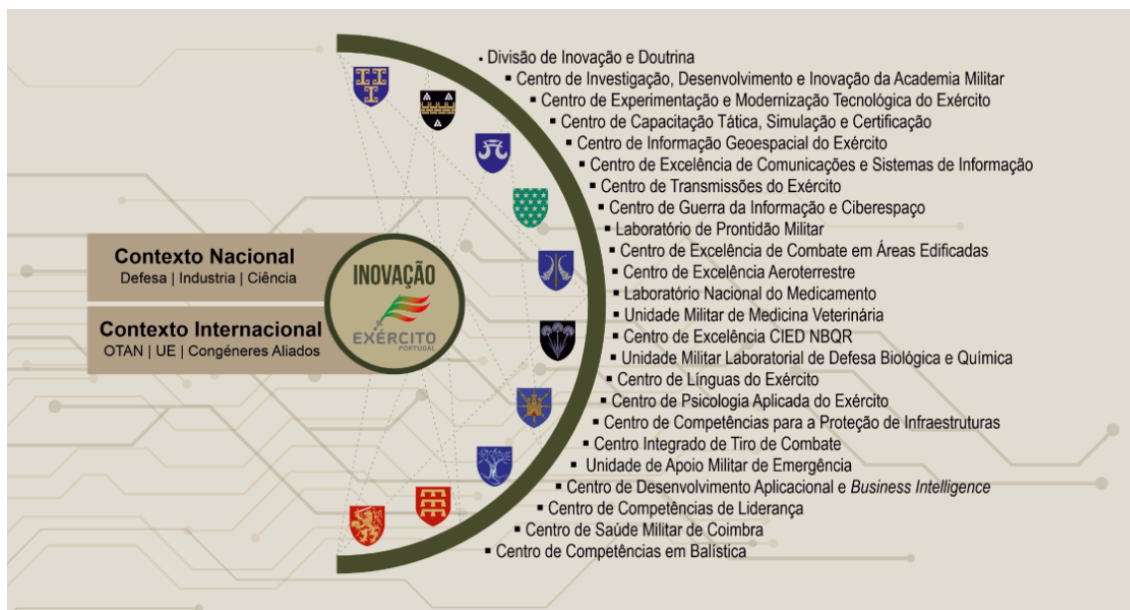 Contexto Nacional
Defesa | Industria | Ciência
Contexto Internacional
OTAN | UE | Congéneres Aliados
INOVAÇÃO
EXÉRCITO
PORTUGAL
▪ Divisão de Inovação e Doutrina
▪ Centro de Investigação, Desenvolvimento e Inovação da Academia Militar
▪ Centro de Experimentação e Modernização Tecnológica do Exército
▪ Centro de Capacitação Tática, Simulação e Certificação
▪ Centro de Informação Geoespacial do Exército
▪ Centro de Excelência de Comunicações e Sistemas de Informação
▪ Centro de Transmissões do Exército
▪ Centro de Guerra da Informação e Ciberespaço
▪ Laboratório de Prontidão Militar
▪ Centro de Excelência de Combate em Áreas Edificadas
▪ Centro de Excelência Aeroterrestre
▪ Laboratório Nacional do Medicamento
▪ Unidade Militar de Medicina Veterinária
▪ Centro de Excelência CIED NBQR
▪ Unidade Militar Laboratorial de Defesa Biológica e Química
▪ Centro de Línguas do Exército
▪ Centro de Psicologia Aplicada do Exército
▪ Centro de Competências para a Proteção de Infraestruturas
▪ Centro Integrado de Tiro de Combate
▪ Unidade de Apoio Militar de Emergência
▪ Centro de Desenvolvimento Aplicacional e Business Intelligence
▪ Centro de Competências de Liderança
▪ Centro de Saúde Militar de Coimbra
▪ Centro de Competências em Balística